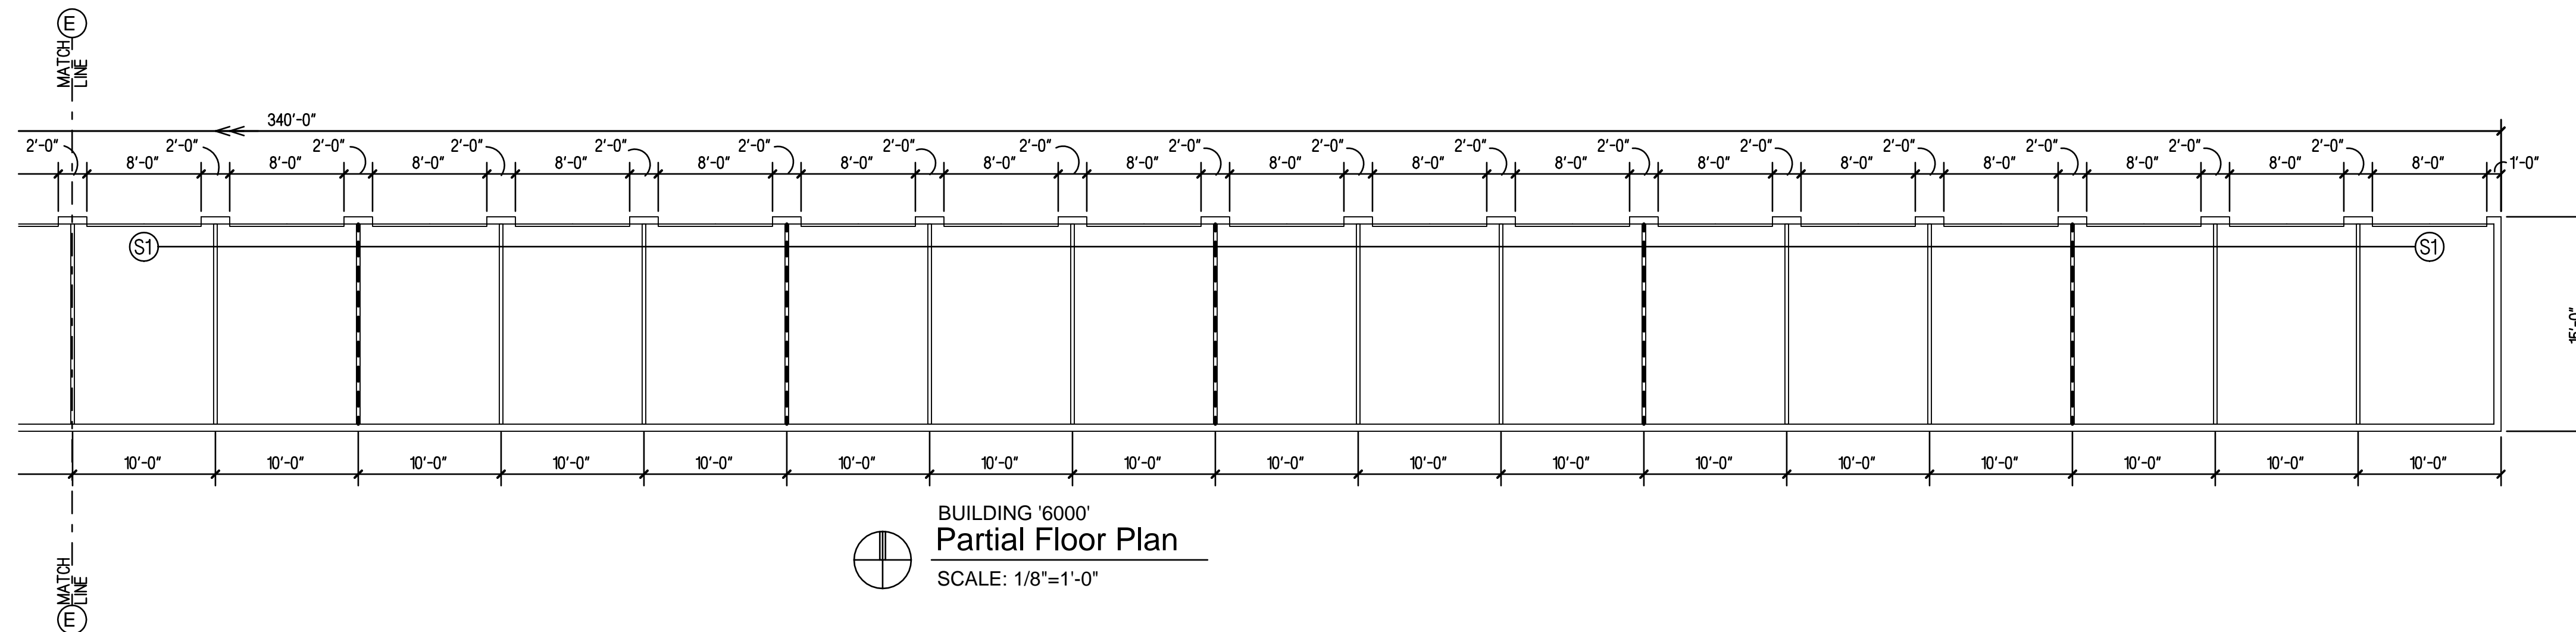 E
MATCH
LINE
340'-0"
2'-0" 2'-0" 2'-0" 2'-0" 2'-0" 2'-0" 2'-0" 2'-0" 2'-0" 2'-0" 2'-0" 2'-0" 2'-0" 2'-0" 2'-0" 2'-0" 2'-0"
8'-0" 8'-0" 8'-0" 8'-0" 8'-0" 8'-0" 8'-0" 8'-0" 8'-0" 8'-0" 8'-0" 8'-0" 8'-0" 8'-0" 8'-0" 8'-0" 8'-0" 1'-0"
S1 S1
15'-0"
10'-0" 10'-0" 10'-0" 10'-0" 10'-0" 10'-0" 10'-0" 10'-0" 10'-0" 10'-0" 10'-0" 10'-0" 10'-0" 10'-0" 10'-0" 10'-0" 10'-0"
BUILDING '6000'
Partial Floor Plan
SCALE: 1/8"=1'-0"
MATCH
LINE
E